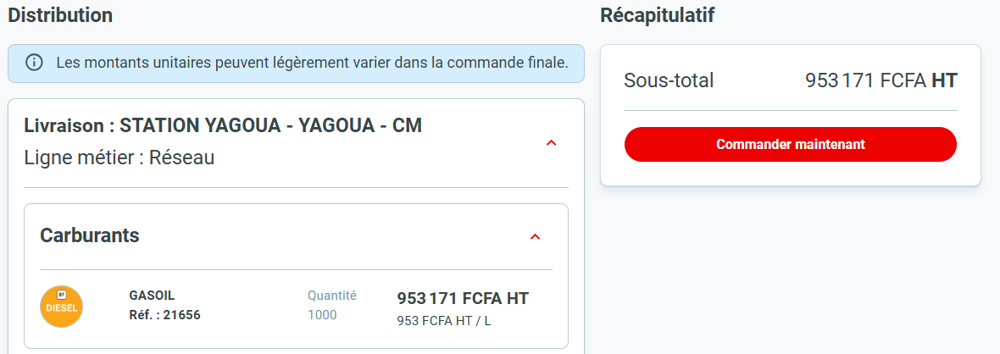 Distribution
Les montants unitaires peuvent légèrement varier dans la commande finale.
Livraison : STATION YAGOUA - YAGOUA - CM
Ligne métier : Réseau
Carburants
B7
DIESEL
GASOIL
Réf. : 21656
Quantité
1000
953 171 FCFA HT
953 FCFA HT / L
Récapitulatif
Sous-total 953 171 FCFA HT
Commander maintenant